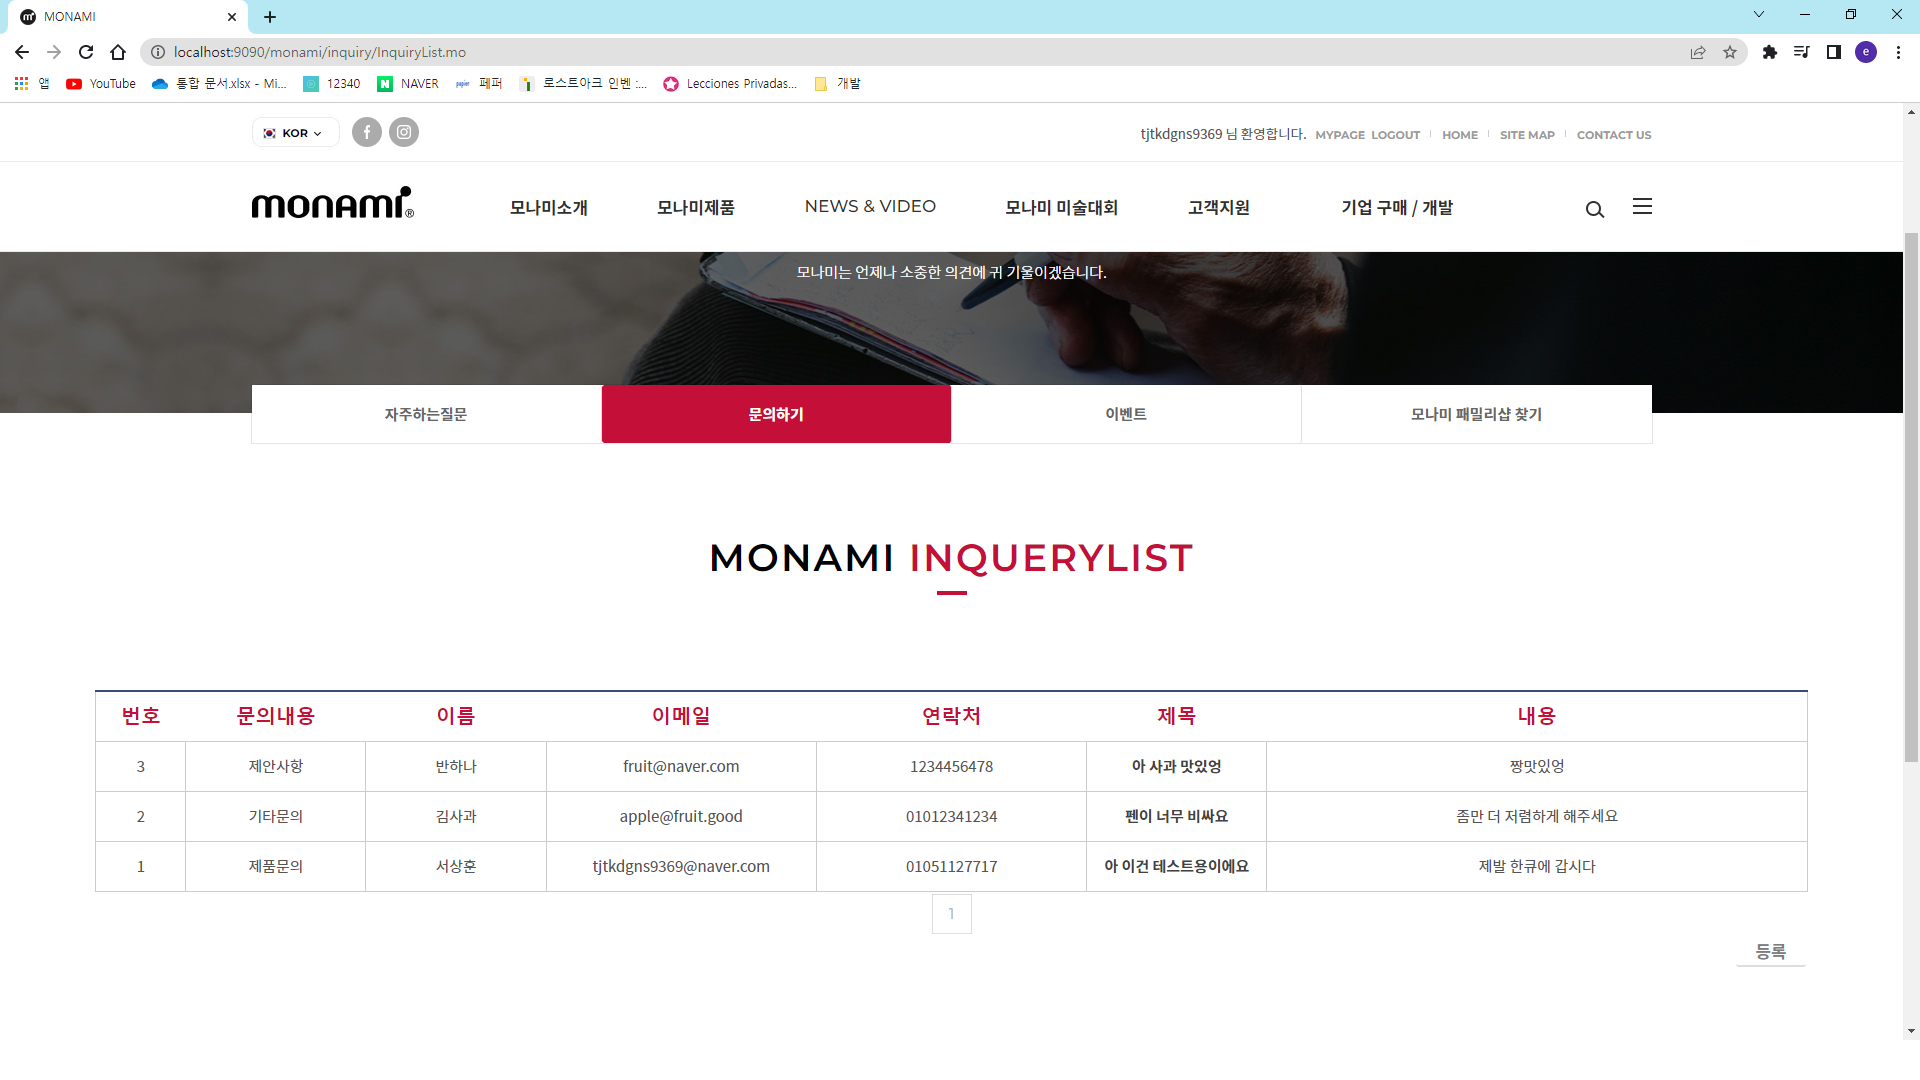 MONAMI
localhost:9090/monami/inquiry/InquiryList.mo
앱 YouTube 통합 문서.xlsx - Mi... 12340 NAVER 페퍼 로스트아크 인벤 :... Lecciones Privadas... 개발
KOR tjtkdgns9369 님 환영합니다. MYPAGE LOGOUT HOME SITE MAP CONTACT US
monami® 모나미소개 모나미제품 NEWS & VIDEO 모나미 미술대회 고객지원 기업 구매 / 개발
모나미는 언제나 소중한 의견에 귀 기울이겠습니다.
자주하는질문 문의하기 이벤트 모나미 패밀리샵 찾기
MONAMI INQUERYLIST
번호 문의내용 이름 이메일 연락처 제목 내용
3 제안사항 반하나 fruit@naver.com 1234456478 아 사과 맛있엉 짱맛있엉
2 기타문의 김사과 apple@fruit.good 01012341234 펜이 너무 비싸요 좀만 더 저렴하게 해주세요
1 제품문의 서상훈 tjtkdgns9369@naver.com 01051127717 아 이건 테스트용이에요 제발 한큐에 갑시다
1
등록